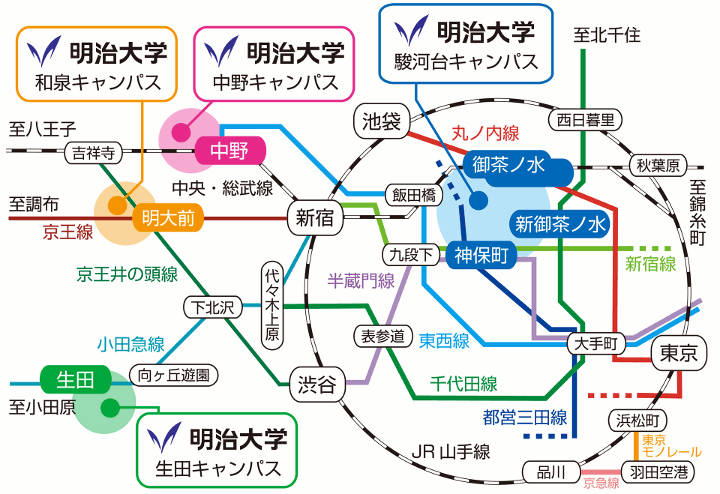 明治大学
和泉キャンパス
明治大学
中野キャンパス
明治大学
駿河台キャンパス
至北千住
池袋
丸ノ内線
西日暮里
至八王子
吉祥寺
中野
御茶ノ水
秋葉原
中央・総武線
飯田橋
至錦糸町
至調布
明大前
新宿
新御茶ノ水
京王線
九段下
神保町
新宿線
京王井の頭線
代々木上原
半蔵門線
下北沢
表参道
東西線
大手町
小田急線
東京
生田
向ヶ丘遊園
渋谷
千代田線
至小田原
都営三田線
浜松町
明治大学
生田キャンパス
JR山手線
東京
モノレール
品川
京急線
羽田空港